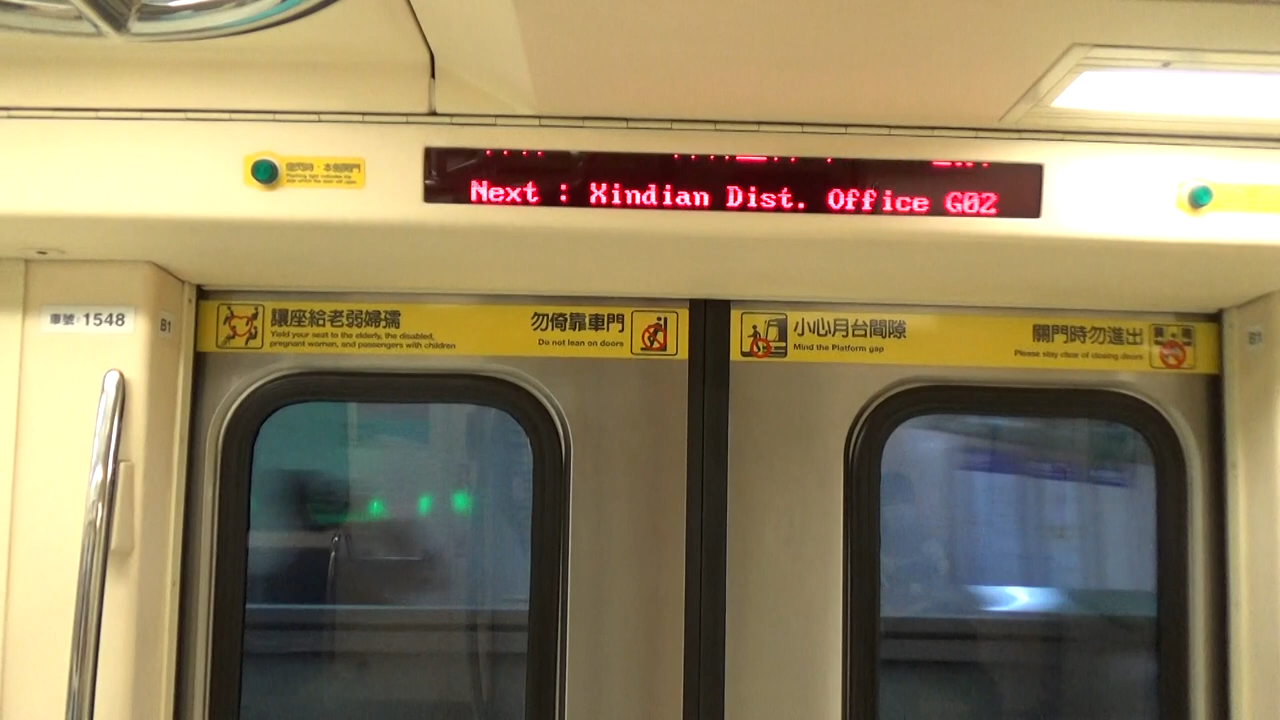 Next : Xindian Dist. Office G02
車號:1548
B1
讓座給老弱婦孺
Yield your seat to the elderly, the disabled,
pregnant women, and passengers with children
勿倚靠車門
Do not lean on doors
小心月台間隙
Mind the Platform gap
關門時勿進出
Please stay clear of closing doors
B1